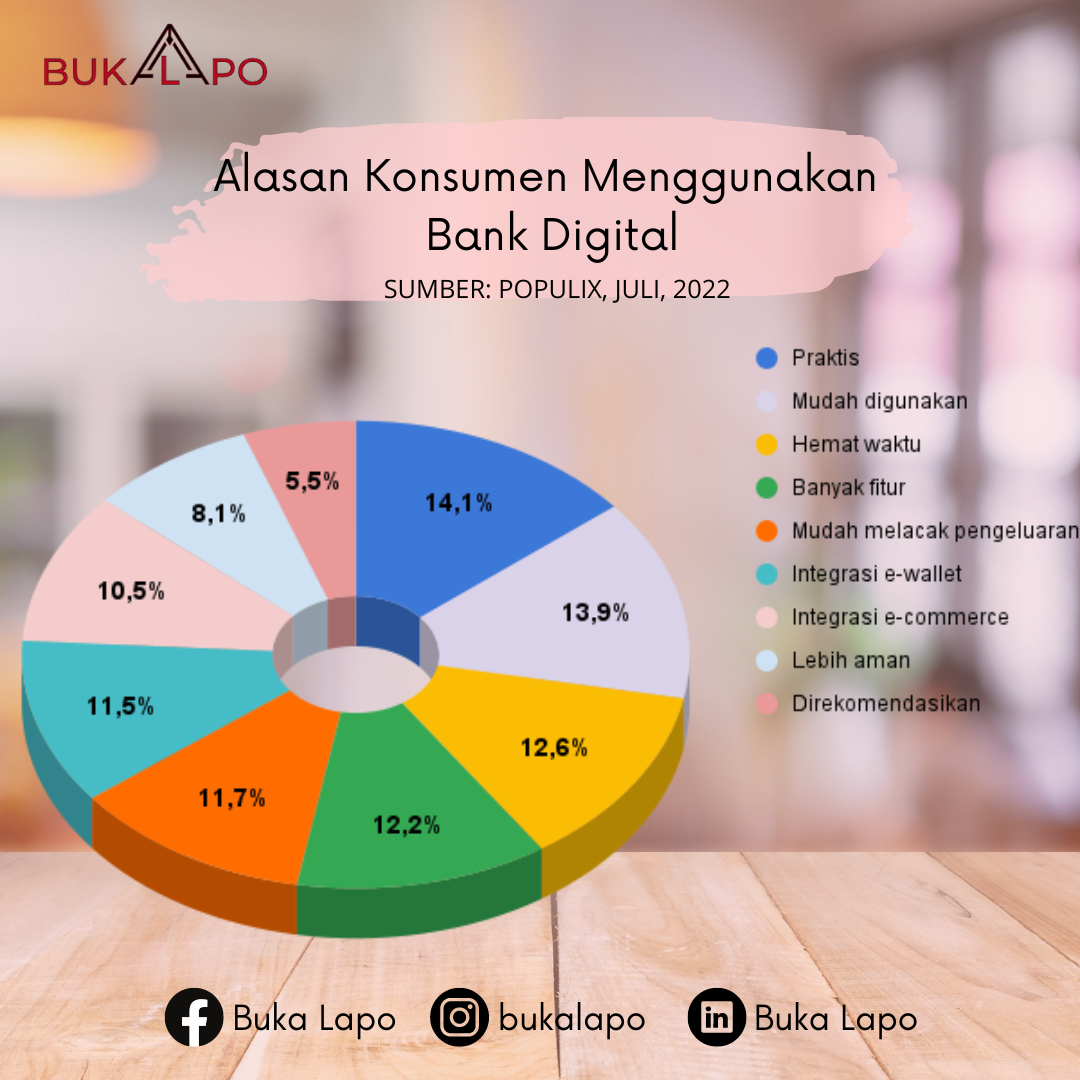 BUKALAPO
Alasan Konsumen Menggunakan
Bank Digital
SUMBER: POPULIX, JULI, 2022
Praktis
Mudah digunakan
Hemat waktu
Banyak fitur
Mudah melacak pengeluaran
Integrasi e-wallet
Integrasi e-commerce
Lebih aman
Direkomendasikan
5,5%
14,1%
8,1%
10,5%
13,9%
11,5%
12,6%
11,7%
12,2%
Buka Lapo
bukalapo
in
Buka Lapo